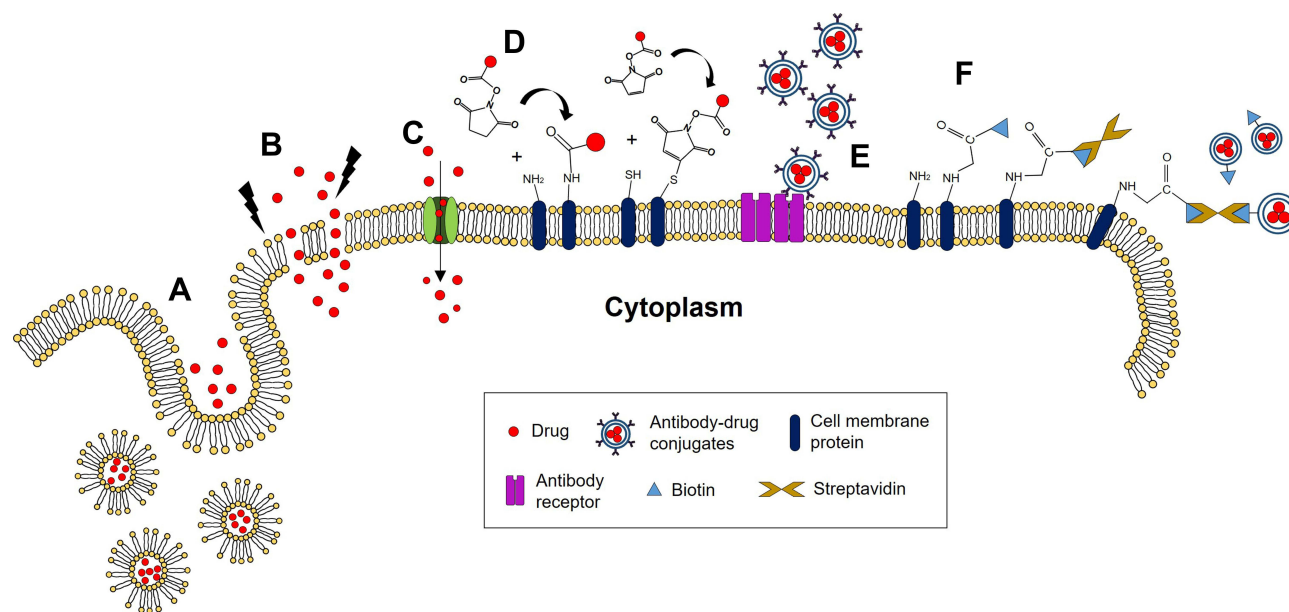 A
B
C
D
E
F
O
O
N
O
O
O
O
O
N
O
O
+
NH₂
O
C
NH
+
SH
S
O
O
N
O
O
NH₂
NH
C
O
NH
C
O
NH
O
Cytoplasm
Drug
Antibody-drug
conjugates
Cell membrane
protein
Antibody
receptor
Biotin
Streptavidin